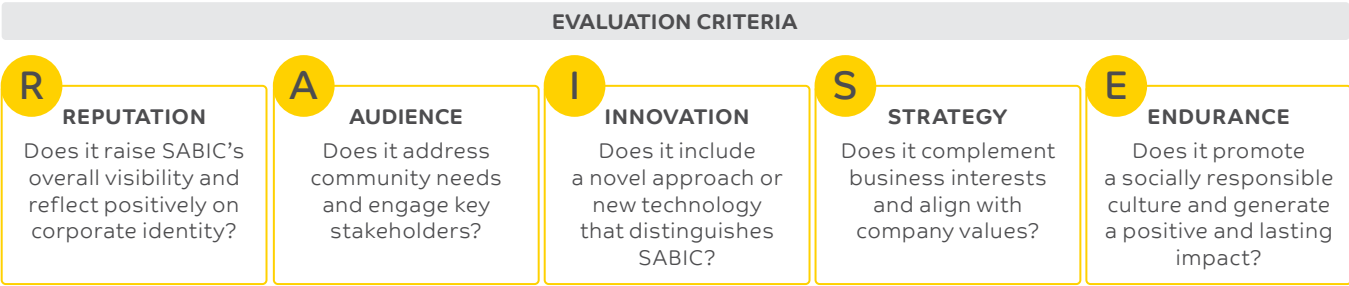 EVALUATION CRITERIA
R
REPUTATION
Does it raise SABIC’s
overall visibility and
reflect positively on
corporate identity?
A
AUDIENCE
Does it address
community needs
and engage key
stakeholders?
I
INNOVATION
Does it include
a novel approach or
new technology
that distinguishes
SABIC?
S
STRATEGY
Does it complement
business interests
and align with
company values?
E
ENDURANCE
Does it promote
a socially responsible
culture and generate
a positive and lasting
impact?